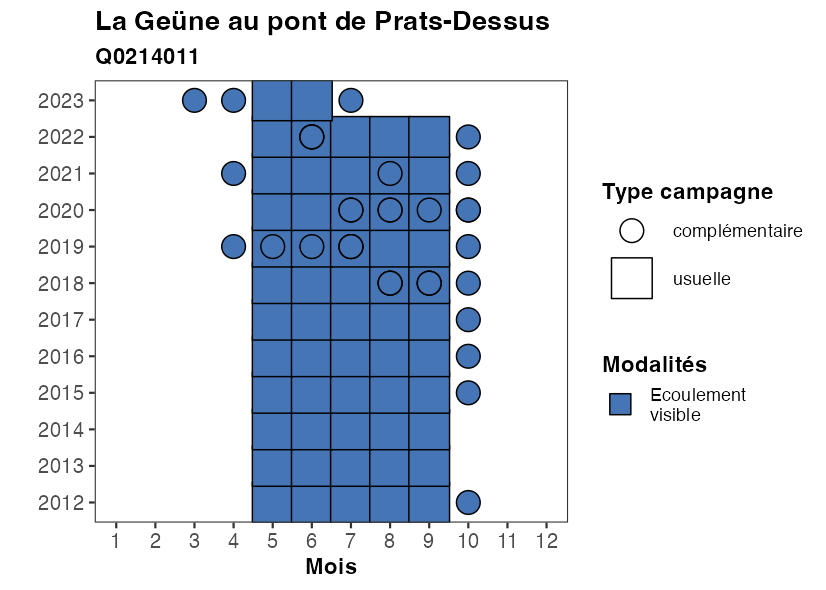 La Geüne au pont de Prats-Dessus
Q0214011
2023
2022
2021
2020
2019
2018
2017
2016
2015
2014
2013
2012
1 2 3 4 5 6 7 8 9 10 11 12
Mois
Type campagne
complémentaire
usuelle
Modalités
Ecoulement
visible